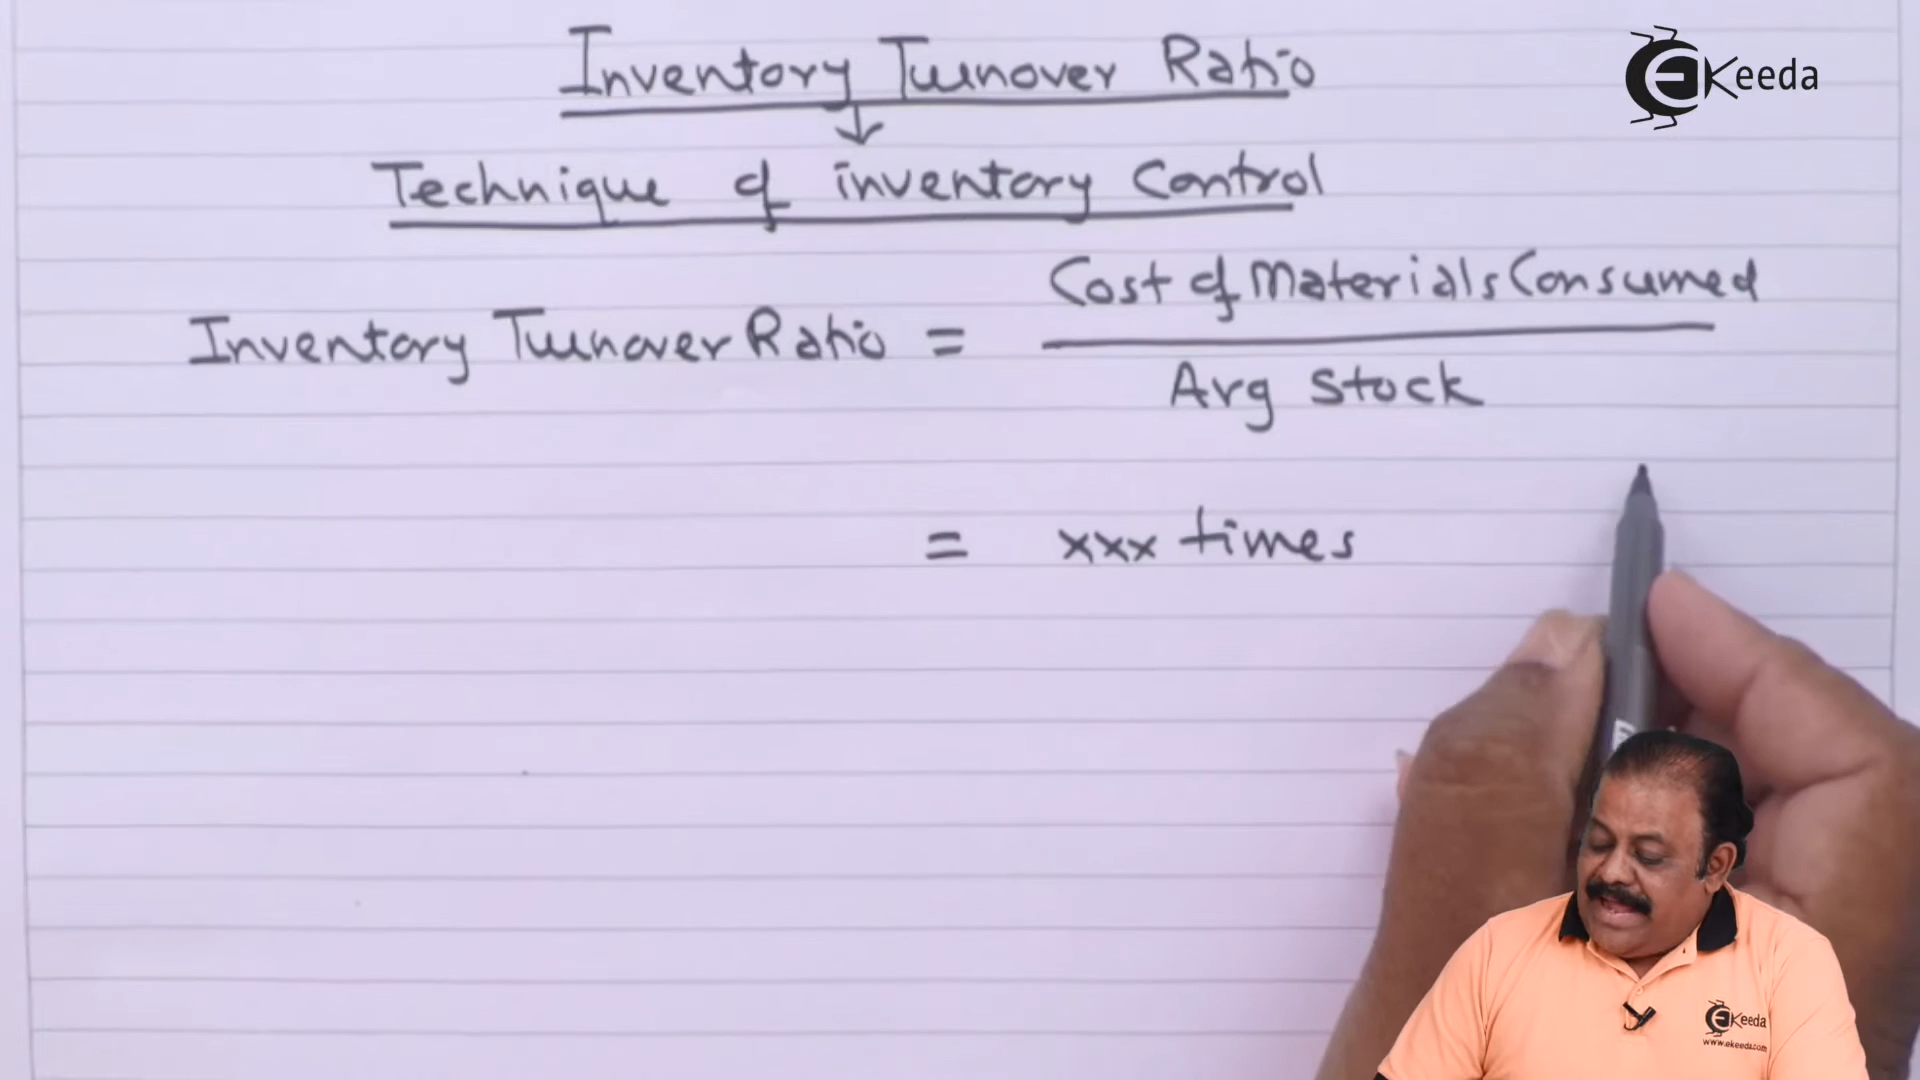 Inventory Turnover Ratio
Technique of inventory Control
Inventory Turnover Ratio = Cost of Materials Consumed
Avg Stock
= xxx times
eKeeda
eKeeda
www.ekeeda.com